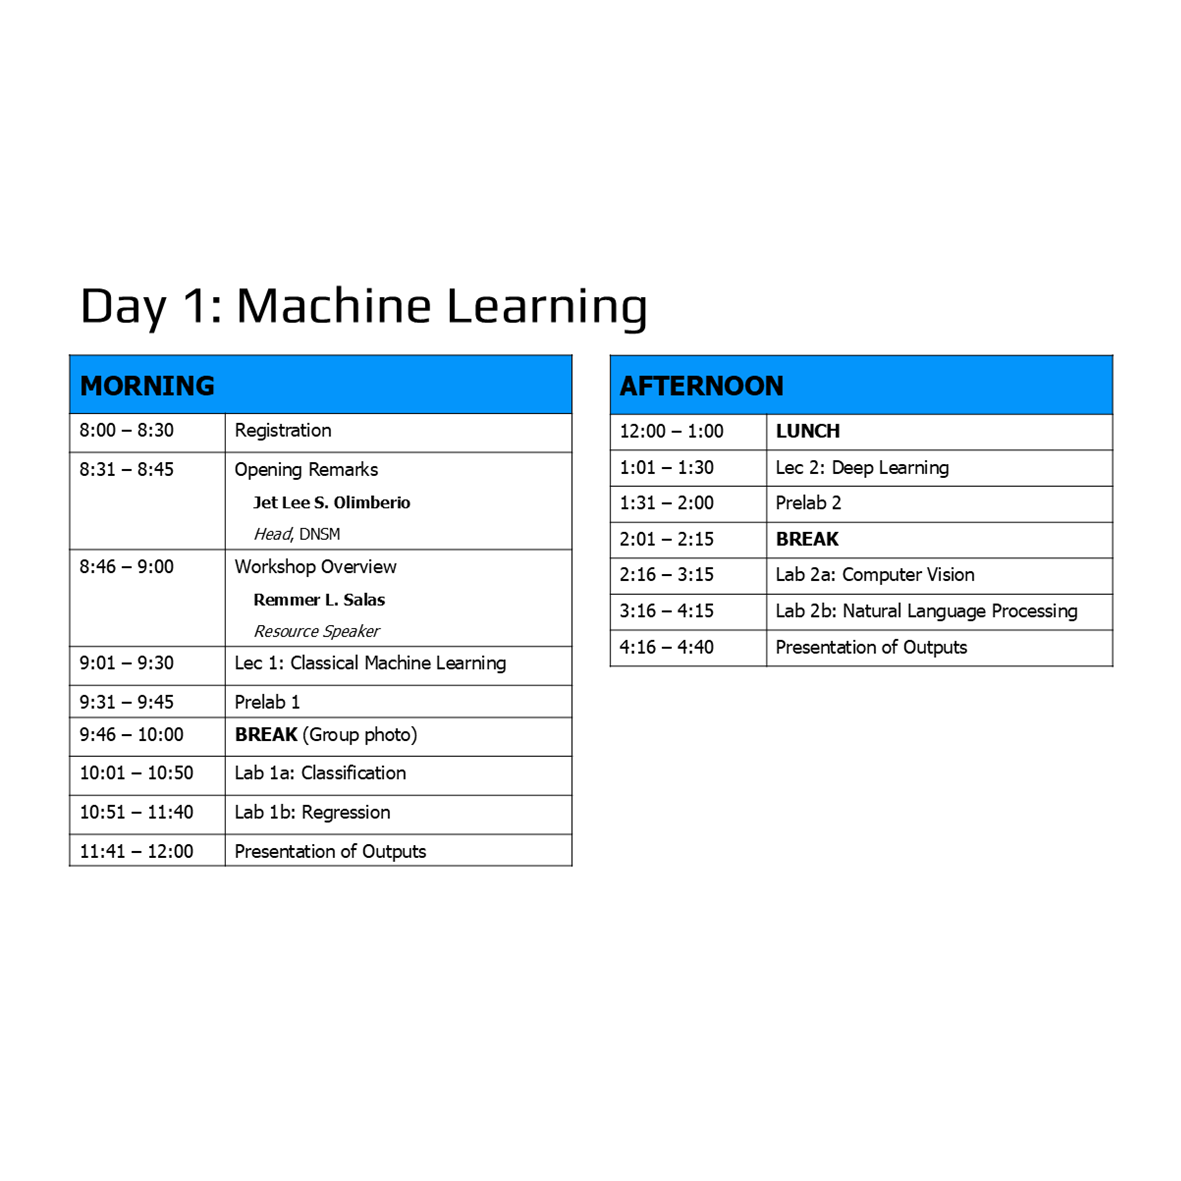 Day 1: Machine Learning
MORNING
8:00 – 8:30 Registration
8:31 – 8:45 Opening Remarks
Jet Lee S. Olimberio
Head, DNSM
8:46 – 9:00 Workshop Overview
Remmer L. Salas
Resource Speaker
9:01 – 9:30 Lec 1: Classical Machine Learning
9:31 – 9:45 Prelab 1
9:46 – 10:00 BREAK (Group photo)
10:01 – 10:50 Lab 1a: Classification
10:51 – 11:40 Lab 1b: Regression
11:41 – 12:00 Presentation of Outputs
AFTERNOON
12:00 – 1:00 LUNCH
1:01 – 1:30 Lec 2: Deep Learning
1:31 – 2:00 Prelab 2
2:01 – 2:15 BREAK
2:16 – 3:15 Lab 2a: Computer Vision
3:16 – 4:15 Lab 2b: Natural Language Processing
4:16 – 4:40 Presentation of Outputs